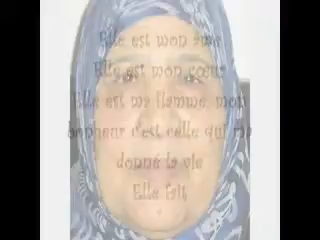 Elle est mon âme
Elle est mon cœur
Elle est ma flamme, mon
bonheur c'est celle qui ma
donné la vie
Elle fait